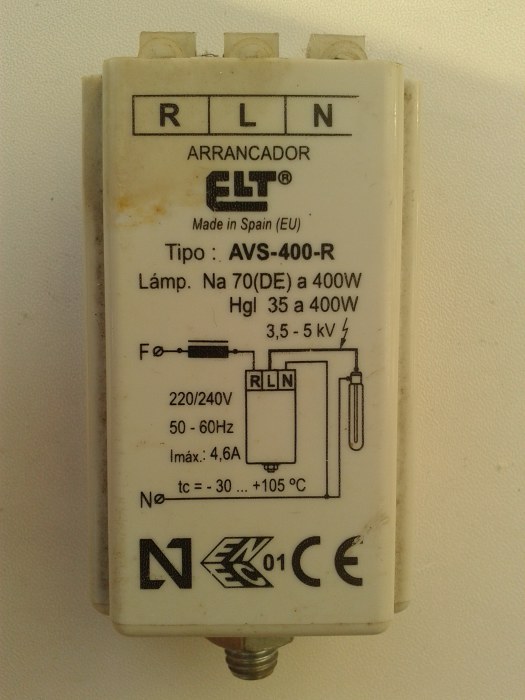 R L N
ARRANCADOR
ELT®
Made in Spain (EU)
Tipo : AVS-400-R
Lámp. Na 70(DE) a 400W
Hgl 35 a 400W
3,5 - 5 kV
F
R L N
220/240V
50 - 60Hz
Imáx.: 4,6A
tc = - 30 ... +105 ºC
N
N ENEC 01 CE